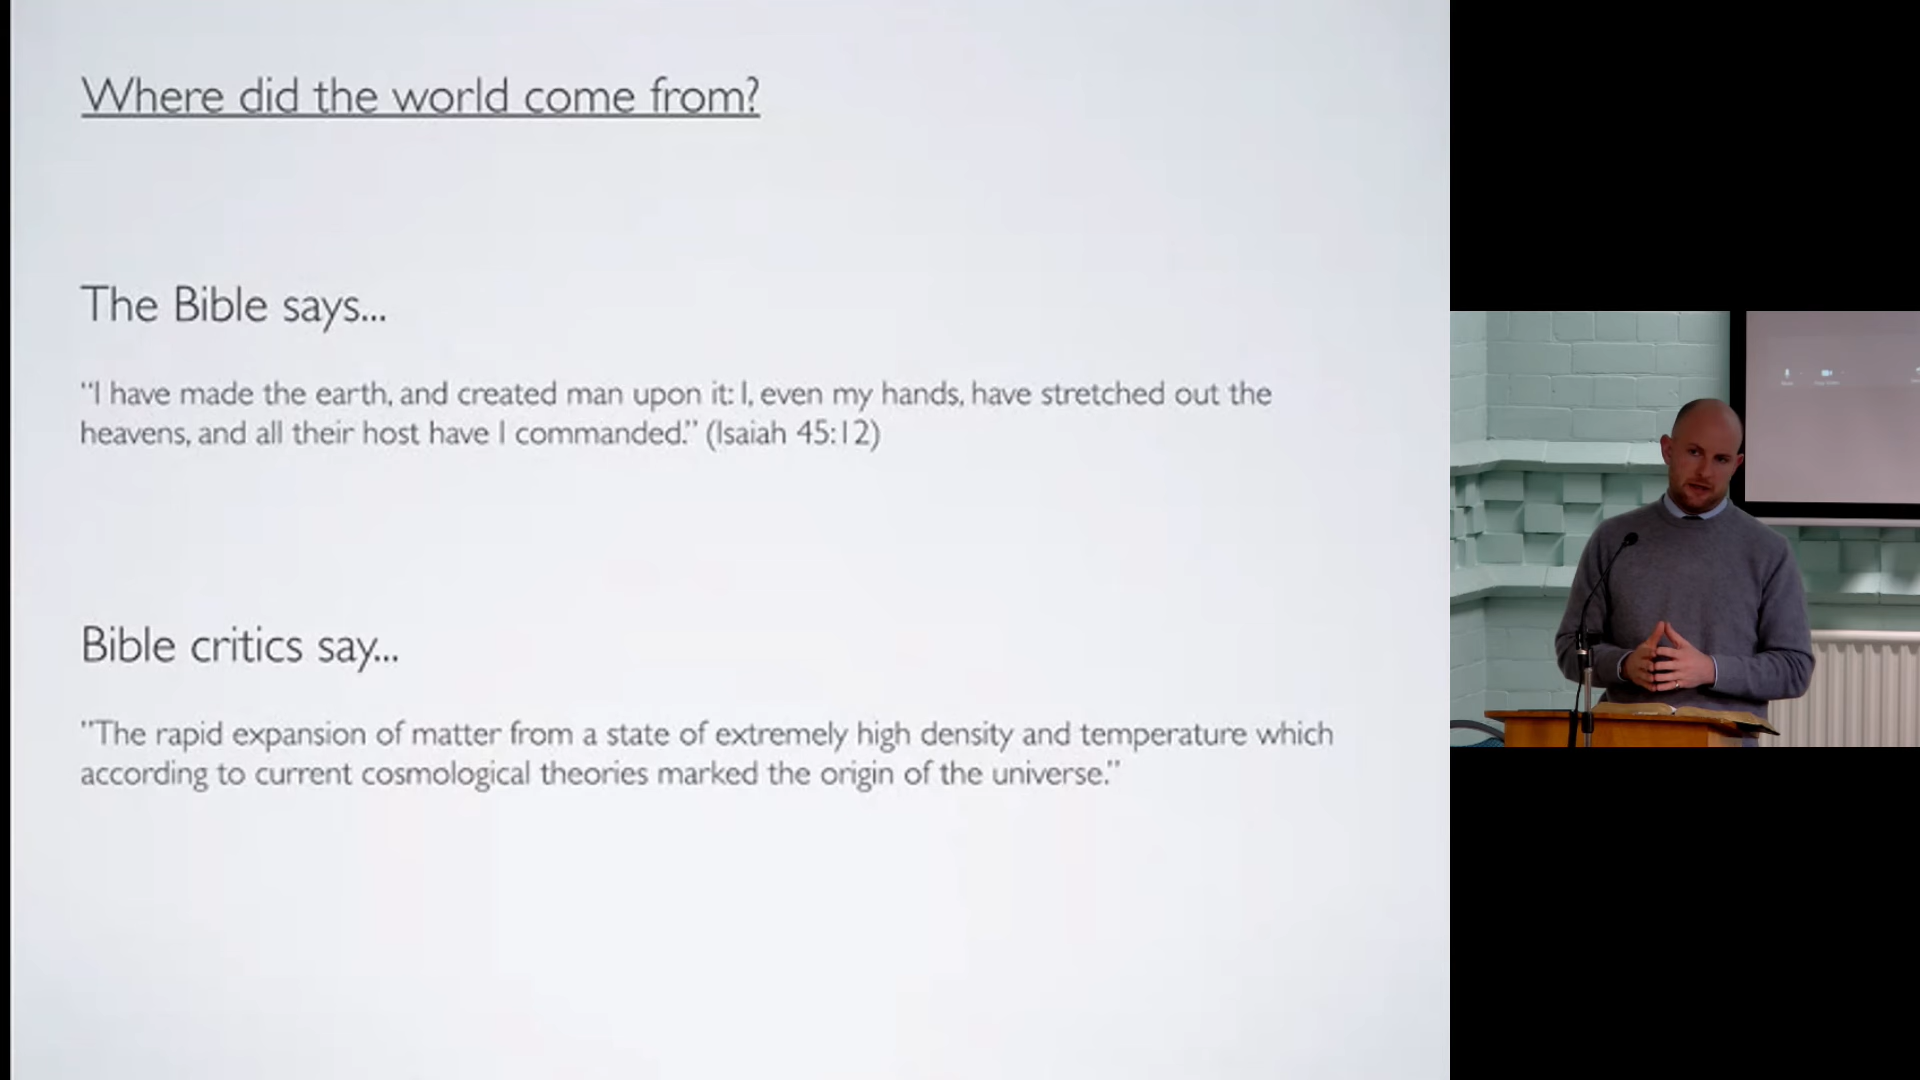 Where did the world come from?
The Bible says...
“I have made the earth, and created man upon it: I, even my hands, have stretched out the
heavens, and all their host have I commanded.” (Isaiah 45:12)
Bible critics say...
"The rapid expansion of matter from a state of extremely high density and temperature which
according to current cosmological theories marked the origin of the universe.”